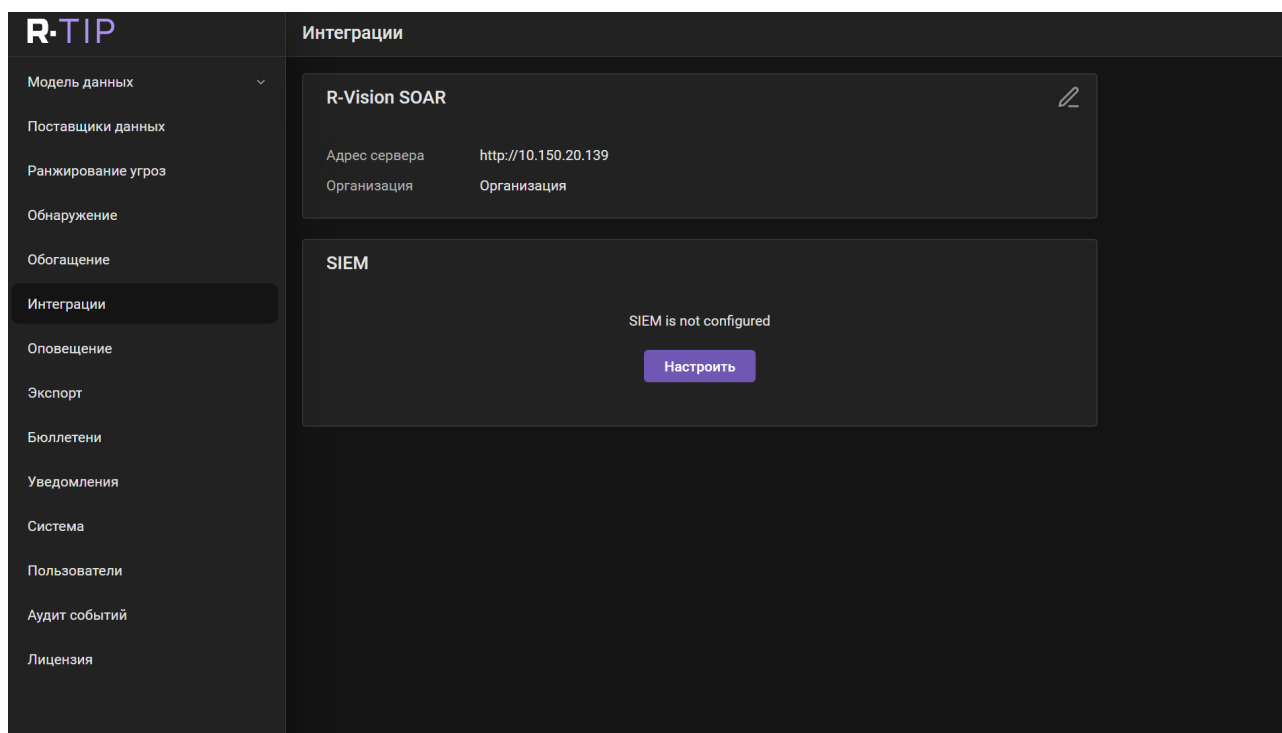 R·TIP
Модель данных
Поставщики данных
Ранжирование угроз
Обнаружение
Обогащение
Интеграции
Оповещение
Экспорт
Бюллетени
Уведомления
Система
Пользователи
Аудит событий
Лицензия
Интеграции
R-Vision SOAR
Адрес сервера http://10.150.20.139
Организация Организация
SIEM
SIEM is not configured
Настроить